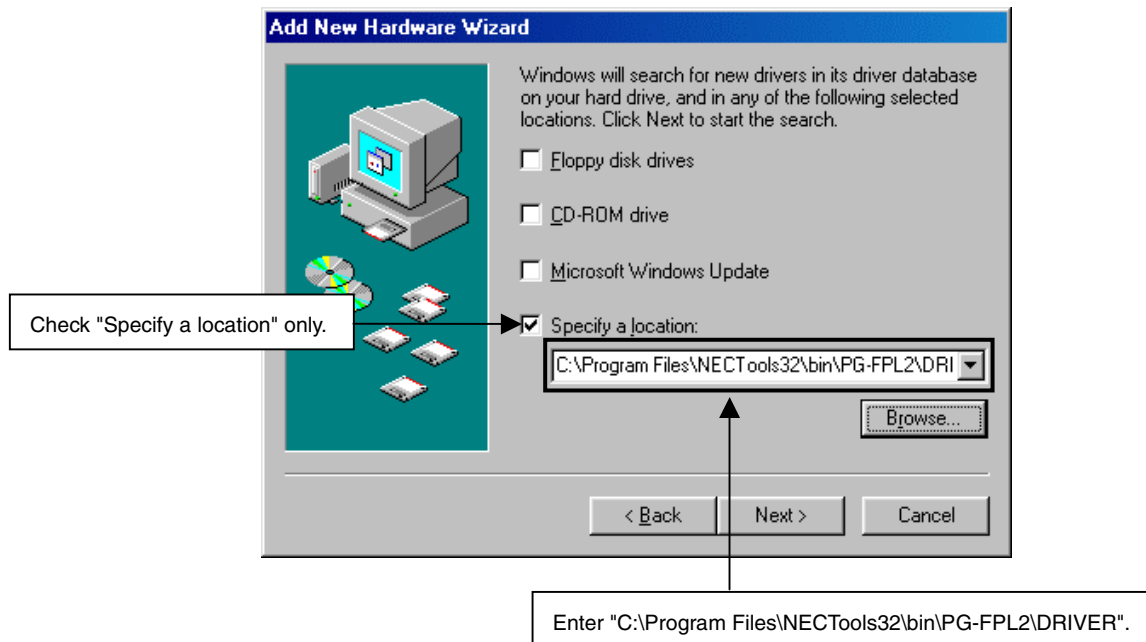 Add New Hardware Wizard
Windows will search for new drivers in its driver database
on your hard drive, and in any of the following selected
locations. Click Next to start the search.
Floppy disk drives
CD-ROM drive
Microsoft Windows Update
Check "Specify a location" only.
Specify a location:
C:\Program Files\NECTools32\bin\PG-FPL2\DRI
Browse...
< Back
Next >
Cancel
Enter "C:\Program Files\NECTools32\bin\PG-FPL2\DRIVER".